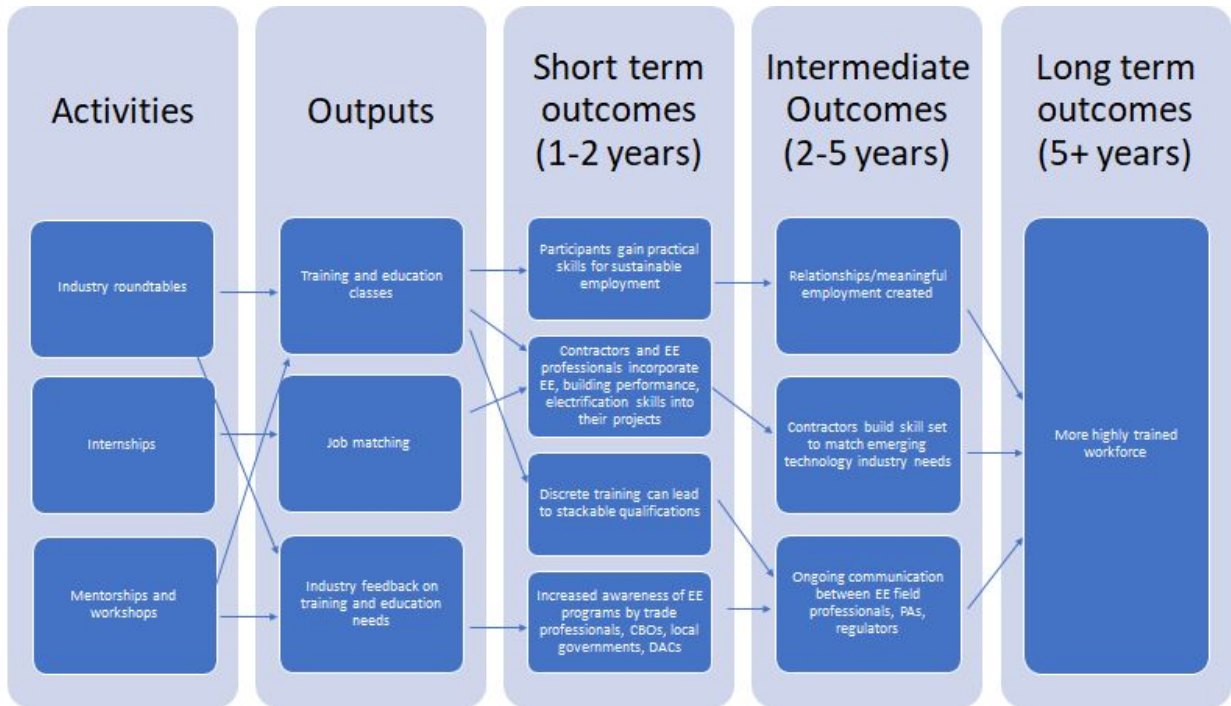 Activities
Outputs
Short term
outcomes
(1-2 years)
Intermediate
Outcomes
(2-5 years)
Long term
outcomes
(5+ years)
Industry roundtables
Internships
Mentorships and
workshops
Training and education
classes
Job matching
Industry feedback on
training and education
needs
Participants gain practical
skills for sustainable
employment
Contractors and EE
professionals incorporate
EE, building performance,
electrification skills into
their projects
Discrete training can lead
to stackable qualifications
Increased awareness of EE
programs by trade
professionals, CBOs, local
governments, DACs
Relationships/meaningful
employment created
Contractors build skill set
to match emerging
technology industry needs
Ongoing communication
between EE field
professionals, PAs,
regulators
More highly trained
workforce